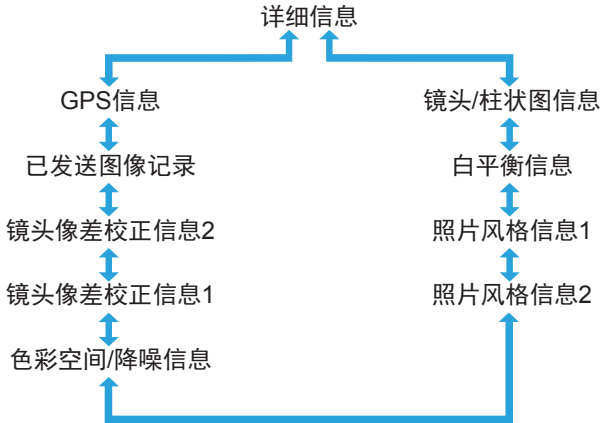 详细信息
GPS信息
镜头/柱状图信息
已发送图像记录
白平衡信息
镜头像差校正信息2
照片风格信息1
镜头像差校正信息1
照片风格信息2
色彩空间/降噪信息